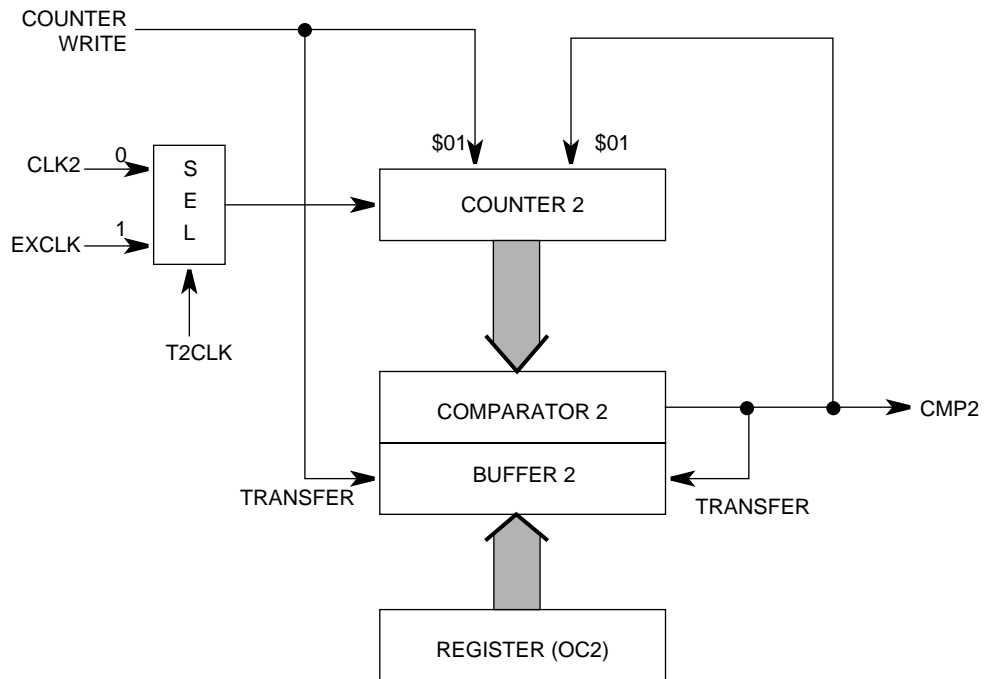 COUNTER
WRITE
$01
$01
CLK2
0
EXCLK
1
S
E
L
T2CLK
COUNTER 2
COMPARATOR 2
CMP2
BUFFER 2
TRANSFER
TRANSFER
REGISTER (OC2)